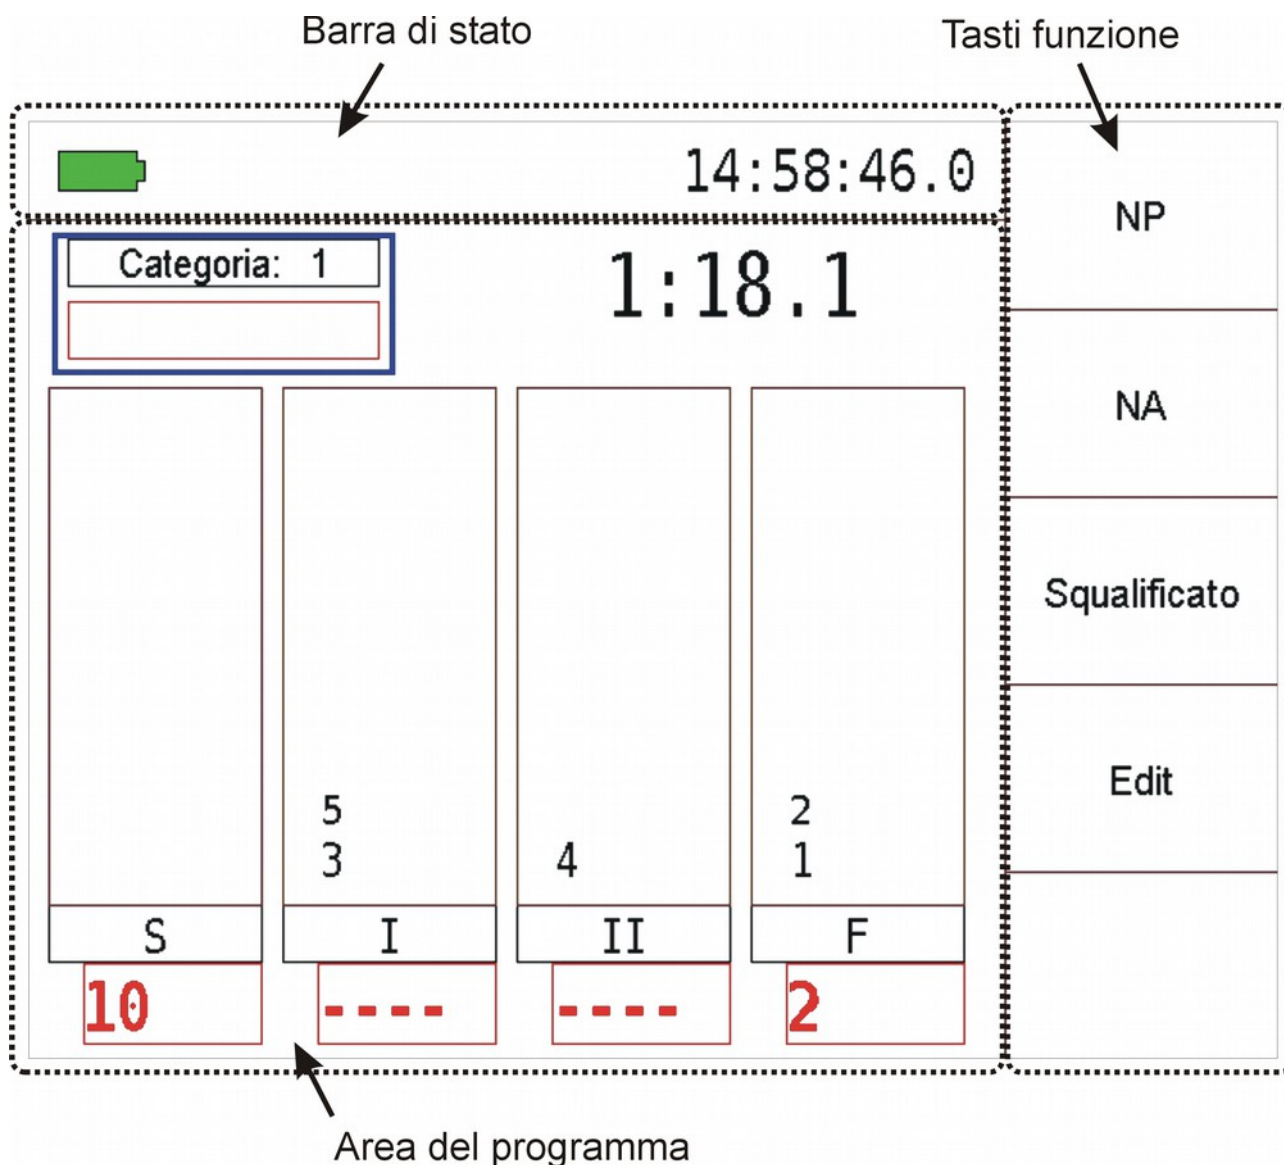 Barra di stato
Tasti funzione
14:58:46.0
NP
Categoria: 1
1:18.1
NA
Squalificato
Edit
5
3
4
2
1
S
I
II
F
10
----
----
2
Area del programma